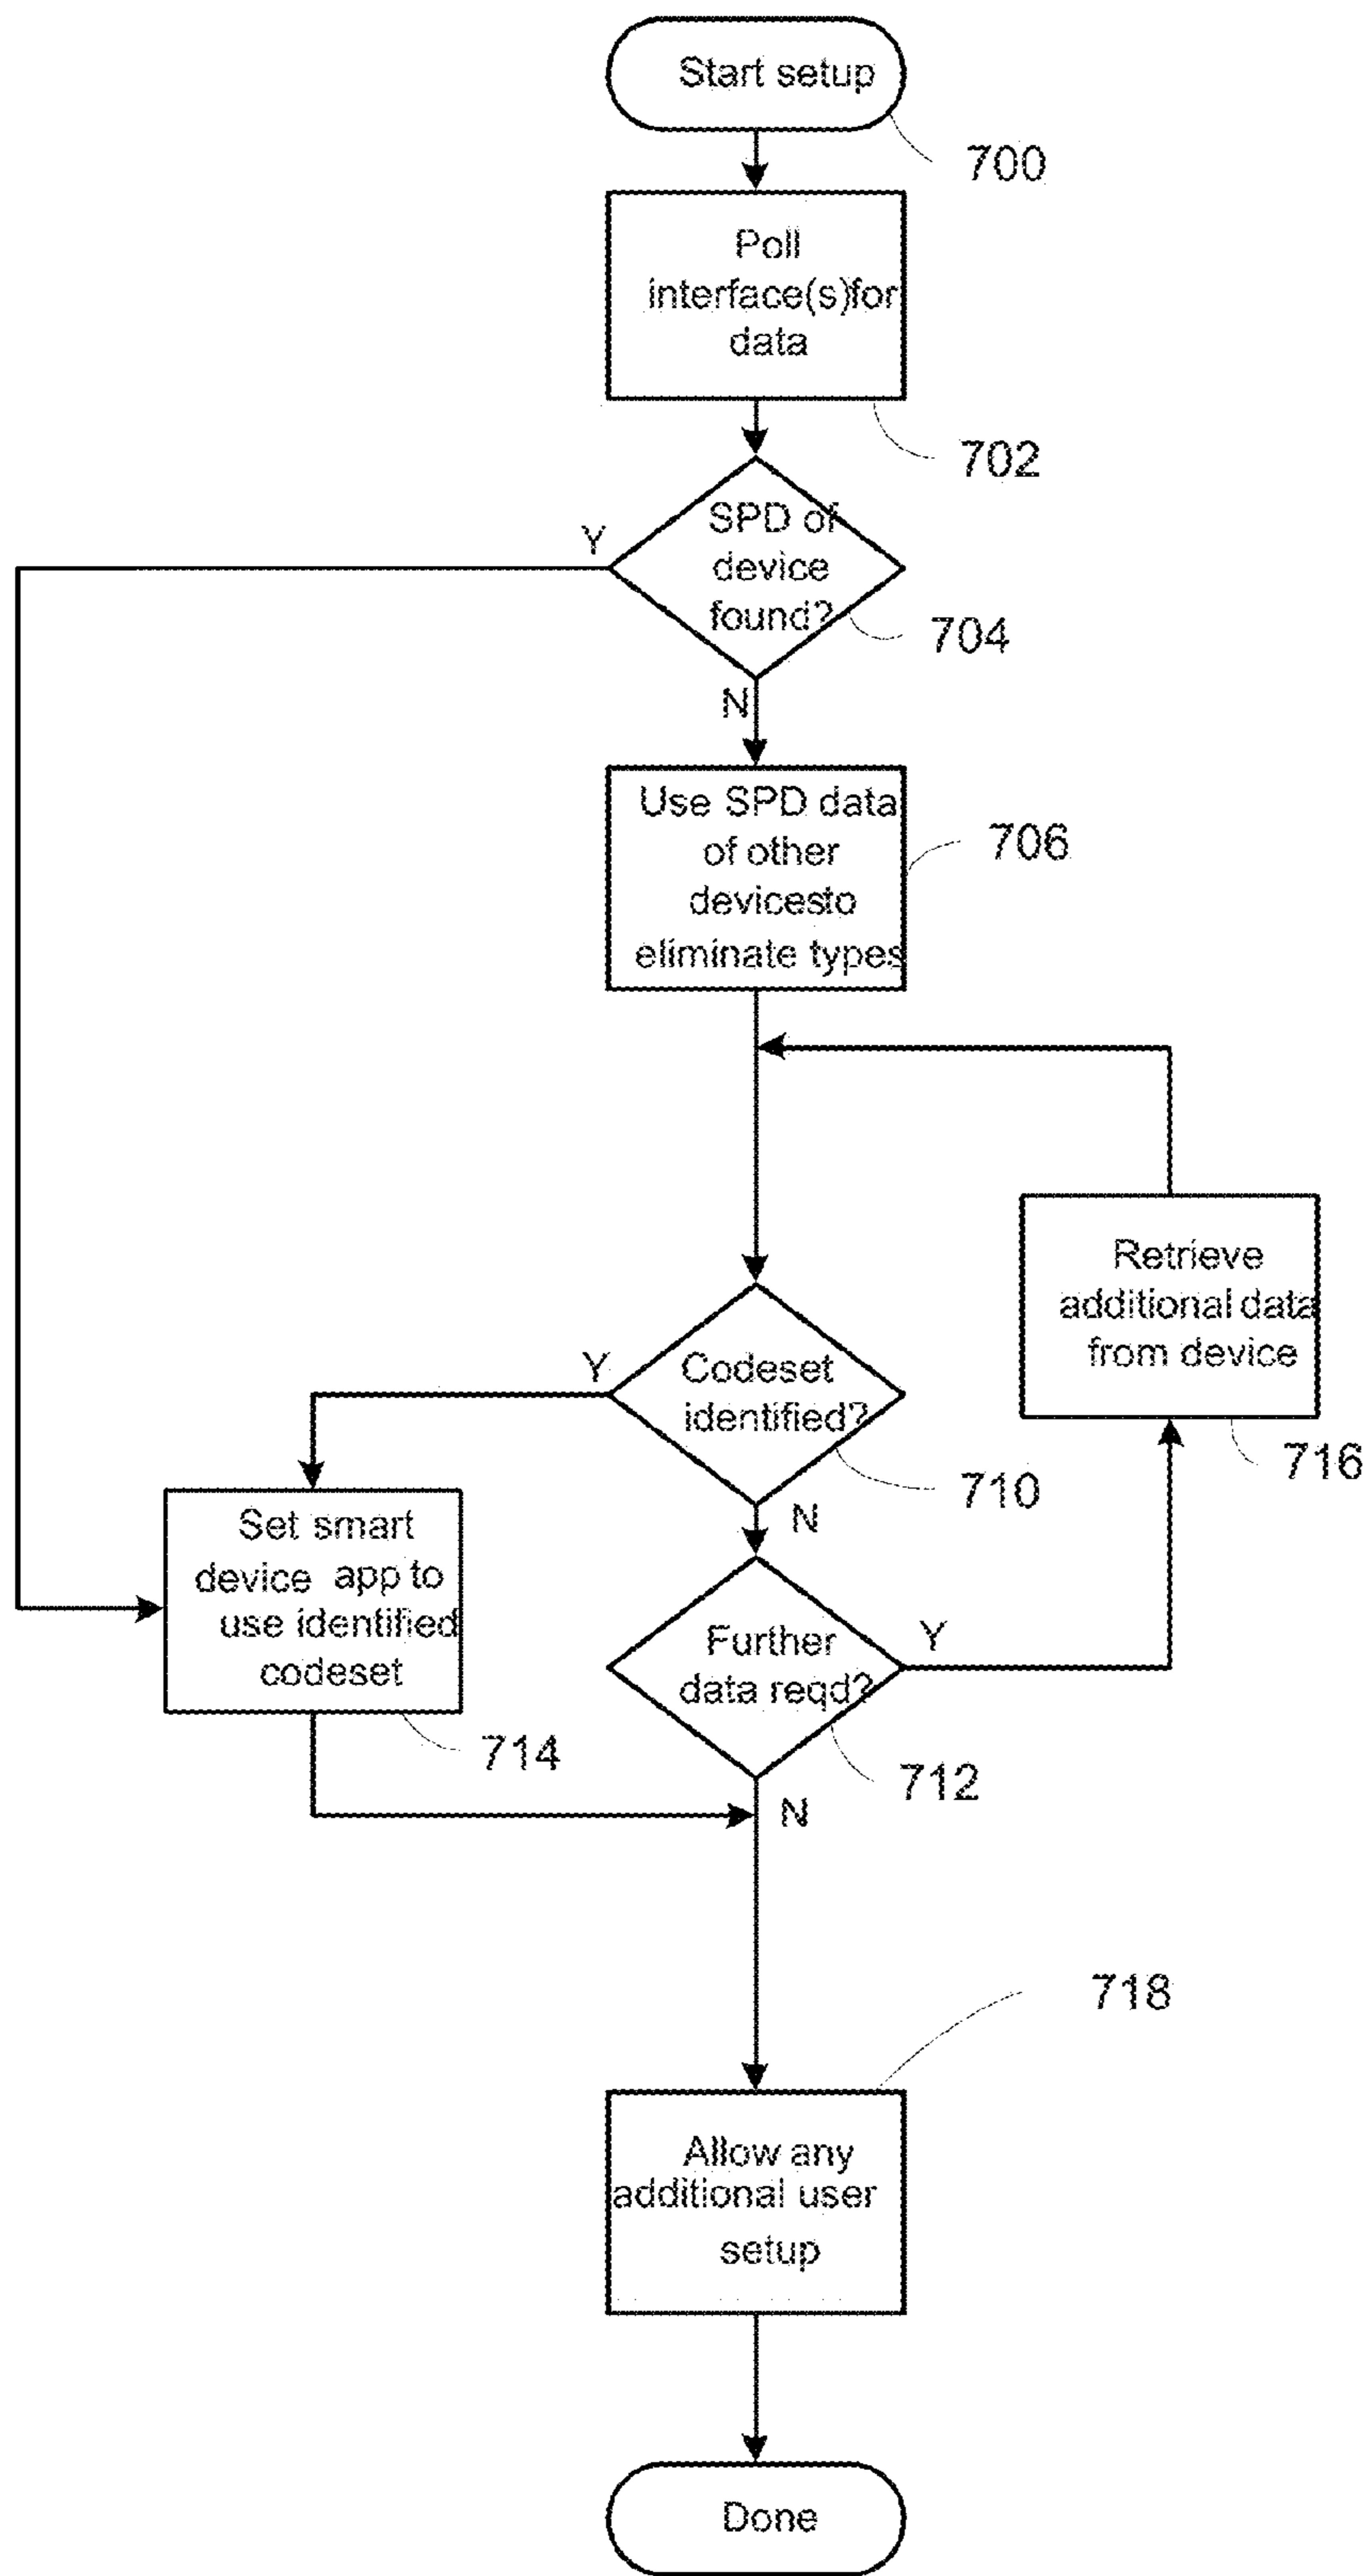 Start setup
700
Poll
interface(s)for
data
702
SPD of
device
found?
Y
704
N
Use SPD data
of other
devicesto
eliminate types
706
Retrieve
additional data
from device
716
Codeset
identified?
Y
710
N
Set smart
device app to
use identified
codeset
714
Further
data reqd?
Y
712
N
718
Allow any
additional user
setup
Done